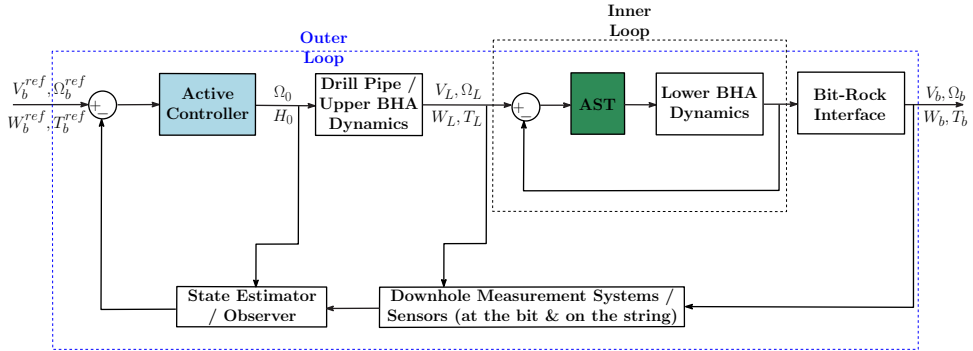 Outer
Loop
Inner
Loop
V_b^{ref}, Ω_b^{ref}
W_b^{ref}, T_b^{ref}
+
−
Active
Controller
Ω_0
H_0
Drill Pipe /
Upper BHA
Dynamics
V_L, Ω_L
W_L, T_L
+
−
AST
Lower BHA
Dynamics
Bit-Rock
Interface
V_b, Ω_b
W_b, T_b
State Estimator
/ Observer
Downhole Measurement Systems /
Sensors (at the bit & on the string)